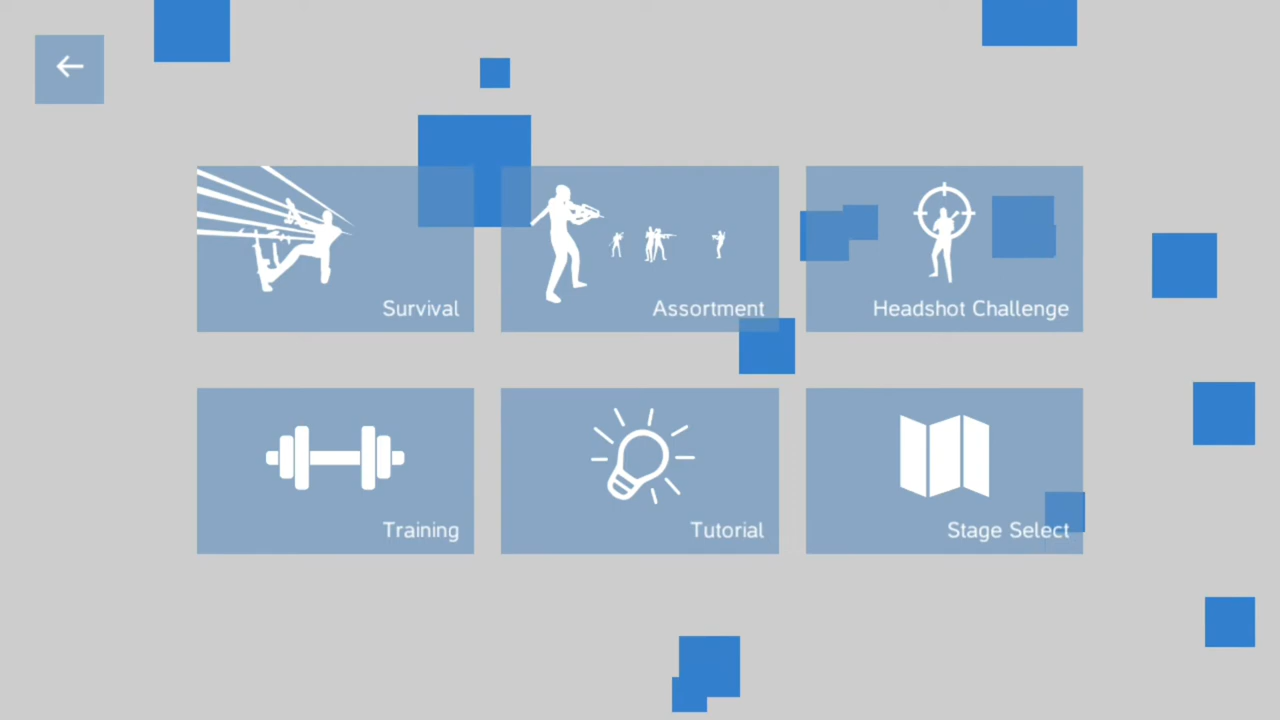 Survival
Assortment
Headshot Challenge
Training
Tutorial
Stage Select